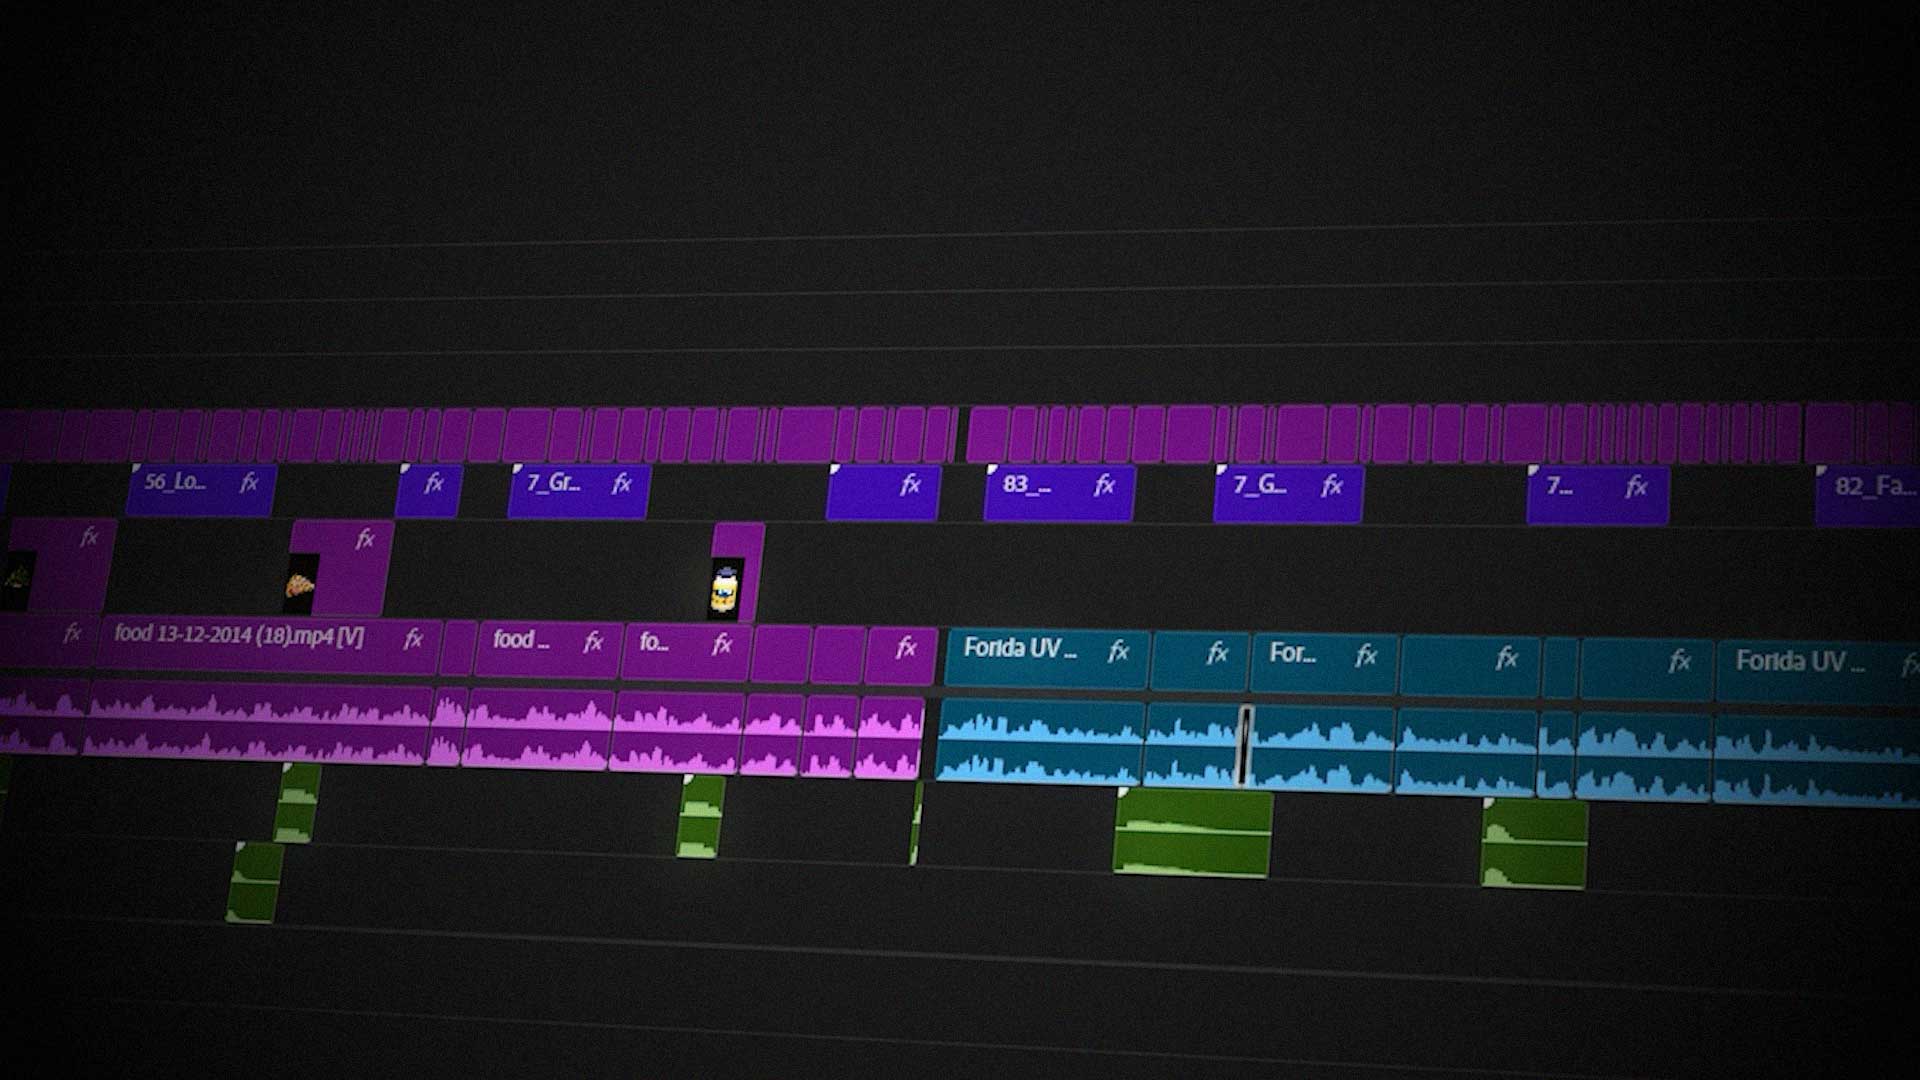 56_Lo... fx
fx
7_Gr... fx
fx
83_... fx
7_G... fx
7... fx
82_Fa...
fx
fx
fx
food 13-12-2014 (18).mp4 [V] fx
food ... fx
fo... fx
fx
Forida UV ... fx
fx
For... fx
fx
fx
Forida UV ... fx